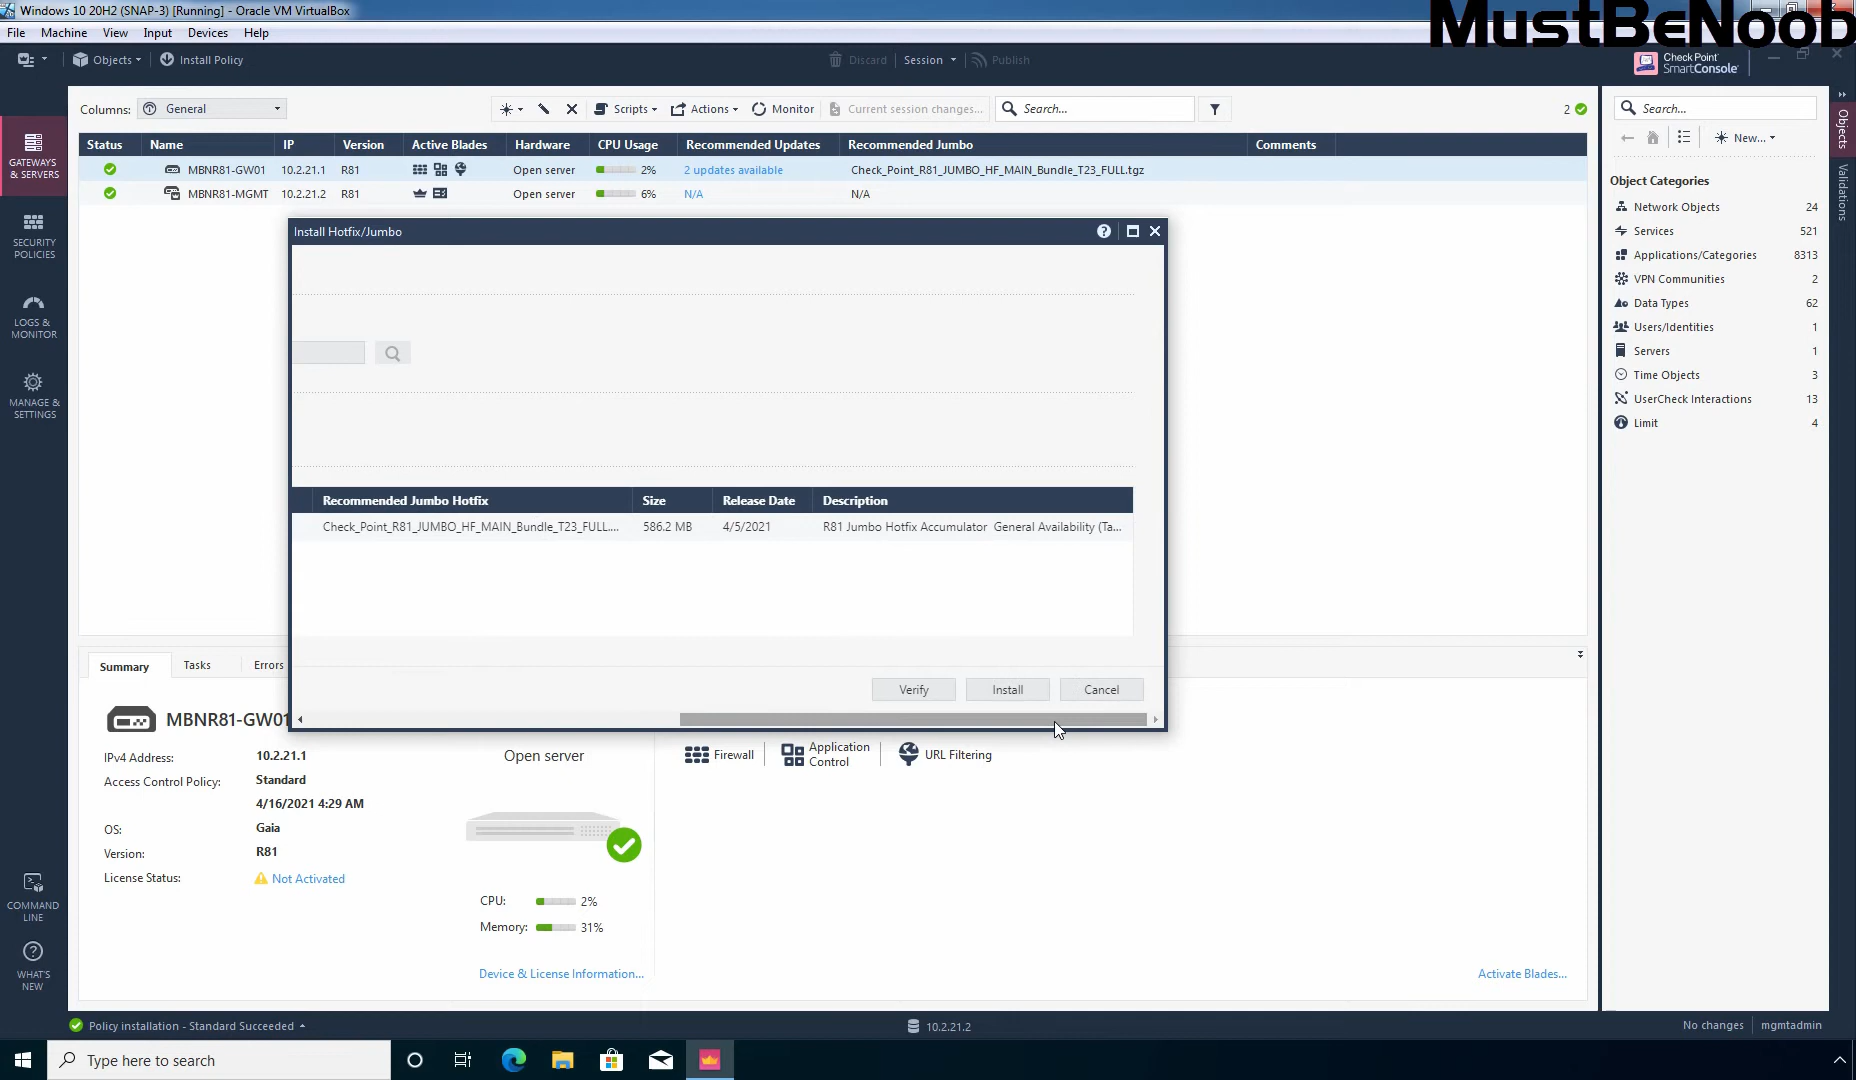 Windows 10 20H2 (SNAP-3) [Running] - Oracle VM VirtualBox
MustBeNoob
File Machine View Input Devices Help
Objects Install Policy Discard Session Publish
Check Point
SmartConsole
Columns: General Scripts Actions Monitor Current session changes... Search... 2
Search...
New...
Status Name IP Version Active Blades Hardware CPU Usage Recommended Updates Recommended Jumbo Comments
MBNR81-GW01 10.2.21.1 R81 Open server 2% 2 updates available Check_Point_R81_JUMBO_HF_MAIN_Bundle_T23_FULL.tgz
MBNR81-MGMT 10.2.21.2 R81 Open server 6% N/A N/A
GATEWAYS
& SERVERS
SECURITY
POLICIES
LOGS &
MONITOR
MANAGE &
SETTINGS
COMMAND
LINE
WHAT'S
NEW
Install Hotfix/Jumbo
Recommended Jumbo Hotfix Size Release Date Description
Check_Point_R81_JUMBO_HF_MAIN_Bundle_T23_FULL.... 586.2 MB 4/5/2021 R81 Jumbo Hotfix Accumulator General Availability (Ta...
Verify Install Cancel
Object Categories
Network Objects 24
Services 521
Applications/Categories 8313
VPN Communities 2
Data Types 62
Users/Identities 1
Servers 1
Time Objects 3
UserCheck Interactions 13
Limit 4
Objects
Validations
Summary Tasks Errors
MBNR81-GW01
IPv4 Address: 10.2.21.1
Access Control Policy: Standard
4/16/2021 4:29 AM
OS: Gaia
Version: R81
License Status: Not Activated
Open server
CPU: 2%
Memory: 31%
Device & License Information...
Firewall
Application
Control
URL Filtering
Activate Blades...
Policy installation - Standard Succeeded 10.2.21.2 No changes mgmtadmin
Type here to search